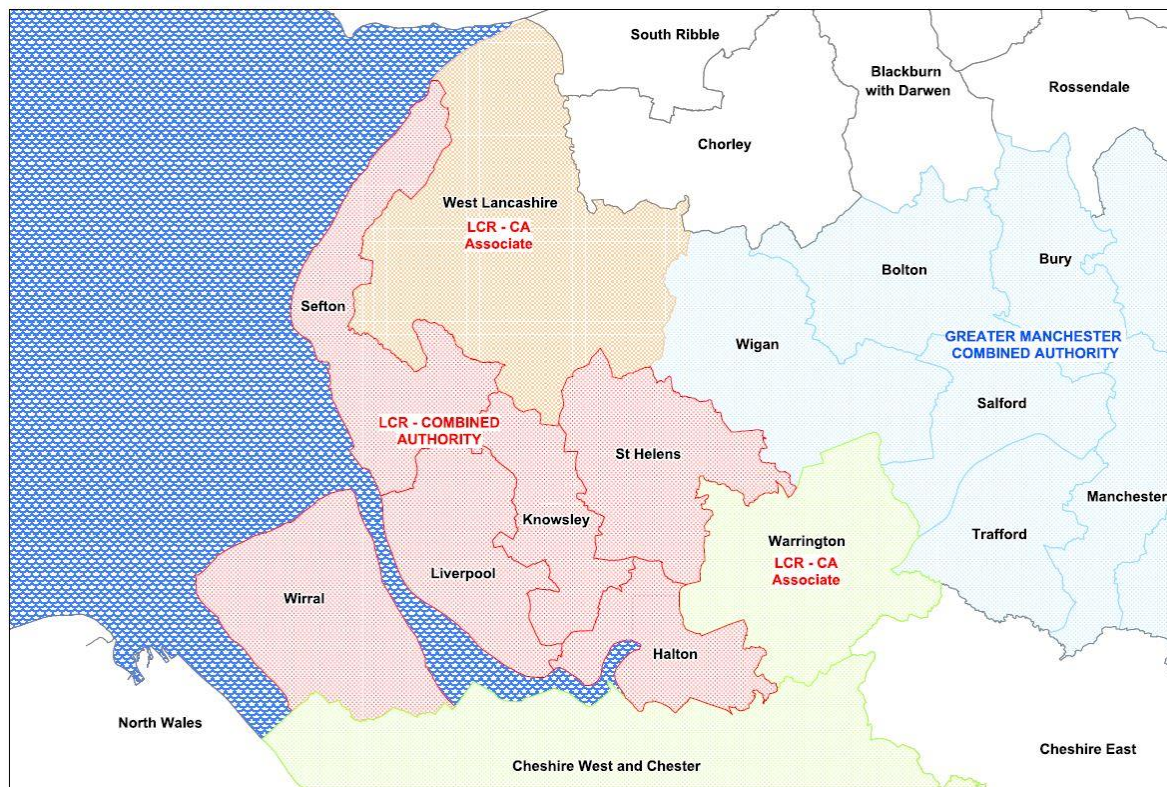 South Ribble
Blackburn
with Darwen
Rossendale
Chorley
West Lancashire
LCR - CA
Associate
Bolton
Bury
Sefton
Wigan
GREATER MANCHESTER
COMBINED AUTHORITY
Salford
LCR - COMBINED
AUTHORITY
St Helens
Manchester
Knowsley
Trafford
Warrington
LCR - CA
Associate
Liverpool
Wirral
Halton
North Wales
Cheshire East
Cheshire West and Chester